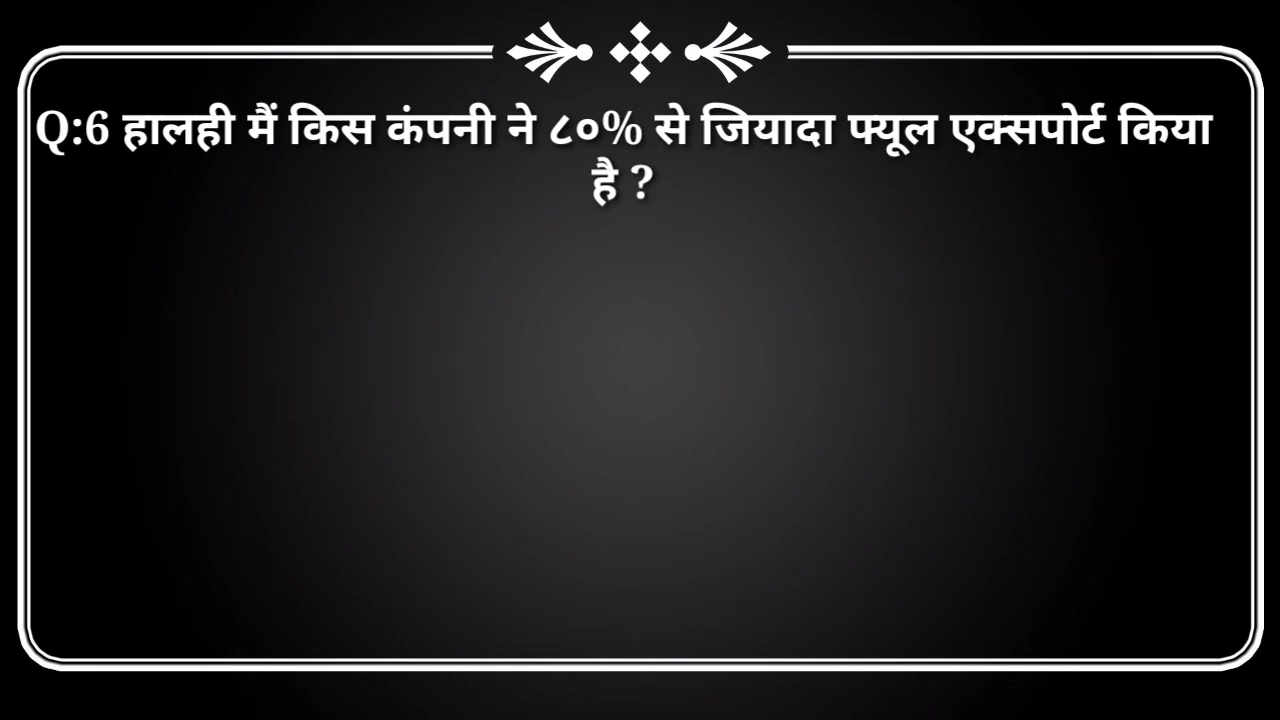 Q:6 हालही मैं किस कंपनी ने ८०% से जियादा फ्यूल एक्सपोर्ट किया
है ?